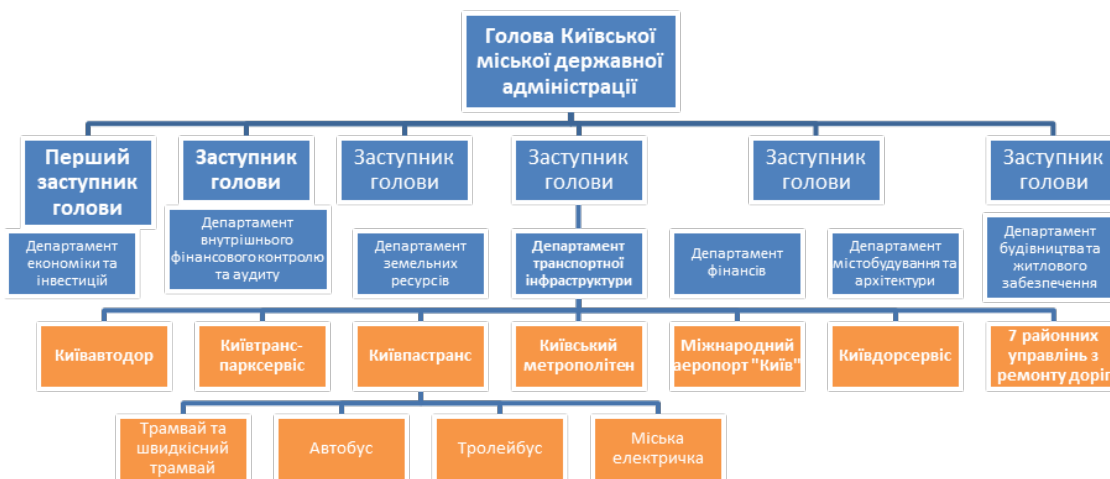 Голова Київської
міської державної
адміністрації
Перший
заступник
голови
Заступник
голови
Заступник
голови
Заступник
голови
Заступник
голови
Заступник
голови
Департамент
економіки та
інвестицій
Департамент
внутрішнього
фінансового контролю
та аудиту
Департамент
земельних
ресурсів
Департамент
транспортної
інфраструктури
Департамент
фінансів
Департамент
містобудування та
архітектури
Департамент
будівництва та
житлового
забезпечення
Київавтодор
Київтранс-
парксервіс
Київпастранс
Київський
метрополітен
Міжнародний
аеропорт "Київ"
Київдорсервіс
7 районних
управлінь з
ремонту доріг
Трамвай та
швидкісний
трамвай
Автобус
Тролейбус
Міська
електричка